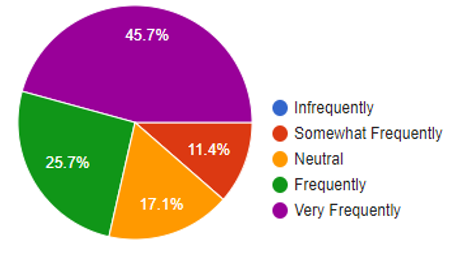 45.7%
11.4%
17.1%
25.7%
Infrequently
Somewhat Frequently
Neutral
Frequently
Very Frequently